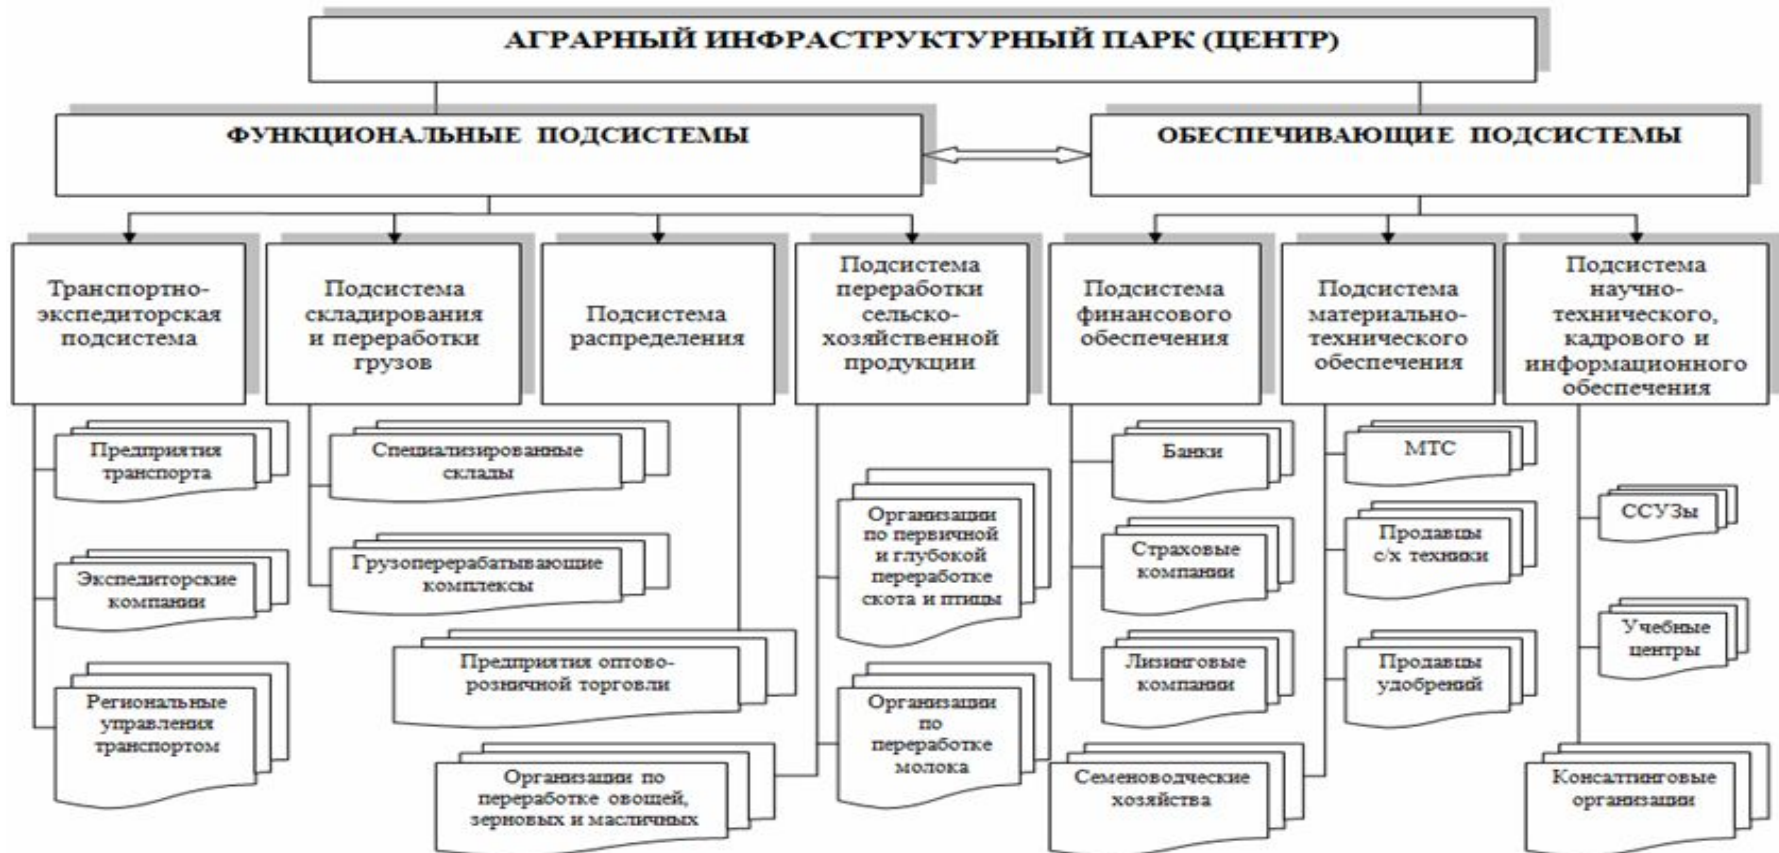 АГРАРНЫЙ ИНФРАСТРУКТУРНЫЙ ПАРК (ЦЕНТР)
ФУНКЦИОНАЛЬНЫЕ ПОДСИСТЕМЫ
ОБЕСПЕЧИВАЮЩИЕ ПОДСИСТЕМЫ
Транспортно-
экспедиторская
подсистема
Подсистема
складирования
и переработки
грузов
Подсистема
распределения
Подсистема
переработки
сельско-
хозяйственной
продукции
Подсистема
финансового
обеспечения
Подсистема
материально-
технического
обеспечения
Подсистема
научно-
технического,
кадрового и
информационного
обеспечения
Предприятия
транспорта
Экспедиторские
компании
Региональные
управления
транспортом
Специализированные
склады
Грузоперерабатывающие
комплексы
Предприятия оптово-
розничной торговли
Организации по
переработке овощей,
зерновых и масличных
Организации
по первичной
и глубокой
переработке
скота и птицы
Организации
по
переработке
молока
Банки
Страховые
компании
Лизинговые
компании
Семеноводческие
хозяйства
МТС
Продавцы
с/х техники
Продавцы
удобрений
ССУЗы
Учебные
центры
Консалтинговые
организации